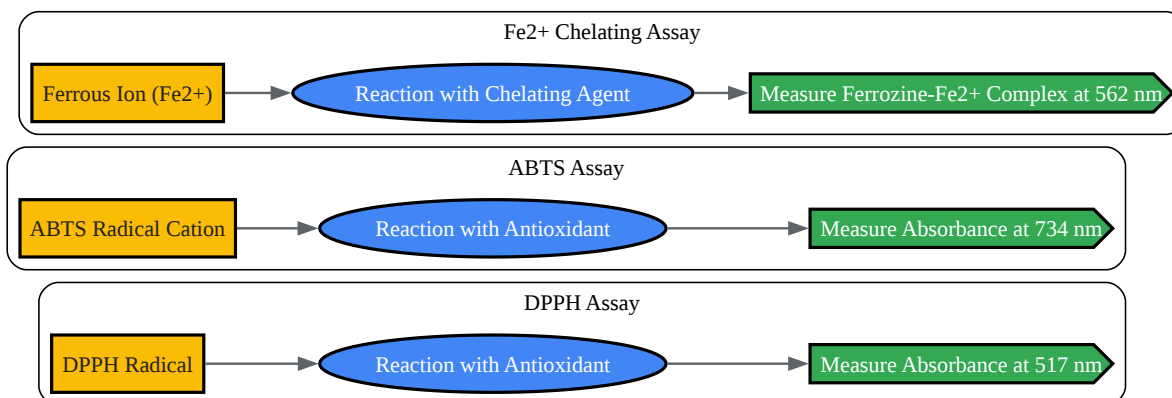 Fe2+ Chelating Assay
Ferrous Ion (Fe2+)
Reaction with Chelating Agent
Measure Ferrozine-Fe2+ Complex at 562 nm
ABTS Assay
ABTS Radical Cation
Reaction with Antioxidant
Measure Absorbance at 734 nm
DPPH Assay
DPPH Radical
Reaction with Antioxidant
Measure Absorbance at 517 nm